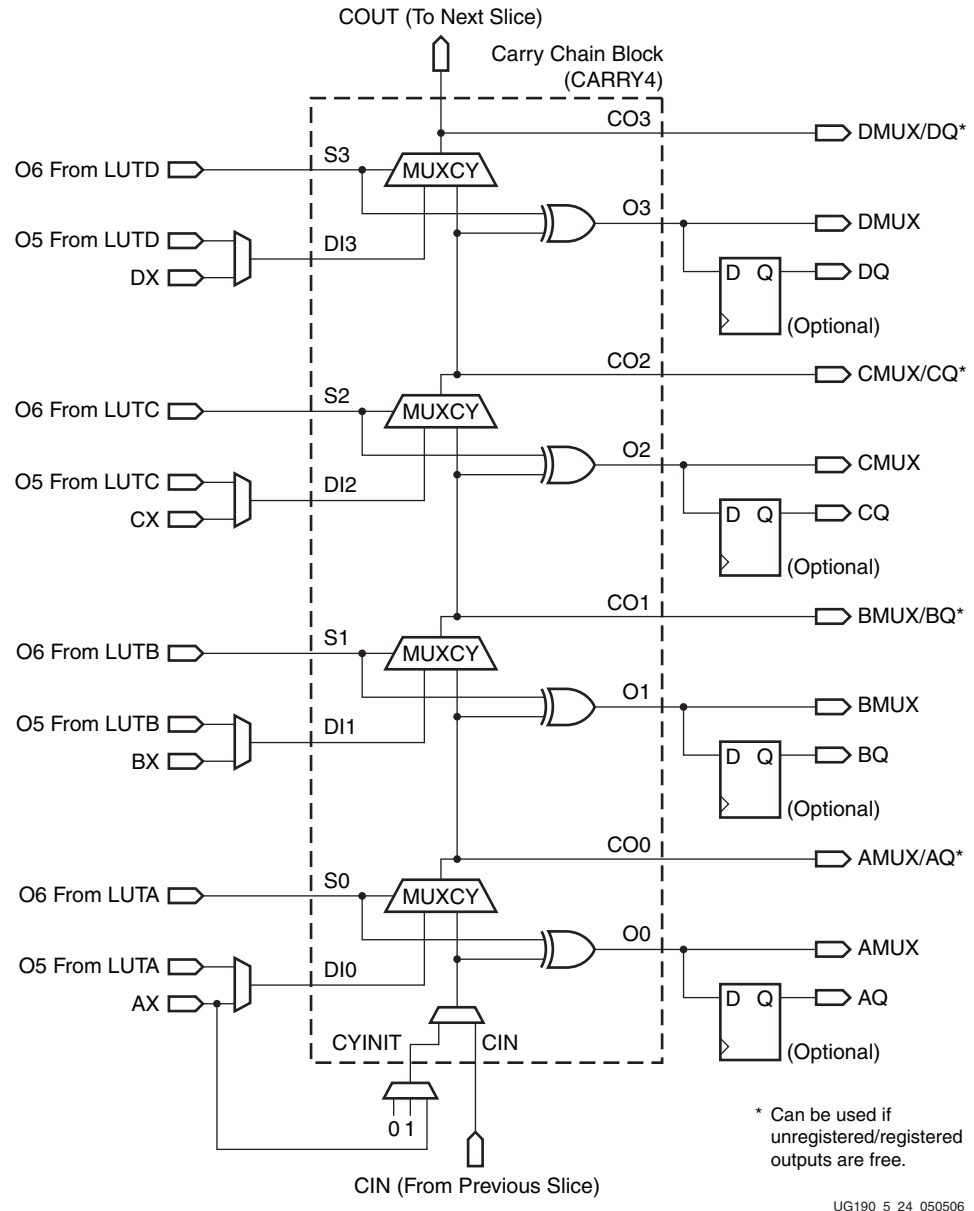 COUT (To Next Slice)
Carry Chain Block
(CARRY4)
CO3
DMUX/DQ*
O6 From LUTD
S3
MUXCY
O3
DMUX
O5 From LUTD
DI3
DX
D Q
DQ
(Optional)
CO2
CMUX/CQ*
O6 From LUTC
S2
MUXCY
O2
CMUX
O5 From LUTC
DI2
CX
D Q
CQ
(Optional)
CO1
BMUX/BQ*
O6 From LUTB
S1
MUXCY
O1
BMUX
O5 From LUTB
DI1
BX
D Q
BQ
(Optional)
CO0
AMUX/AQ*
O6 From LUTA
S0
MUXCY
O0
AMUX
O5 From LUTA
DI0
AX
D Q
AQ
(Optional)
CYINIT
CIN
0 1
* Can be used if
unregistered/registered
outputs are free.
CIN (From Previous Slice)
UG190_5_24_050506